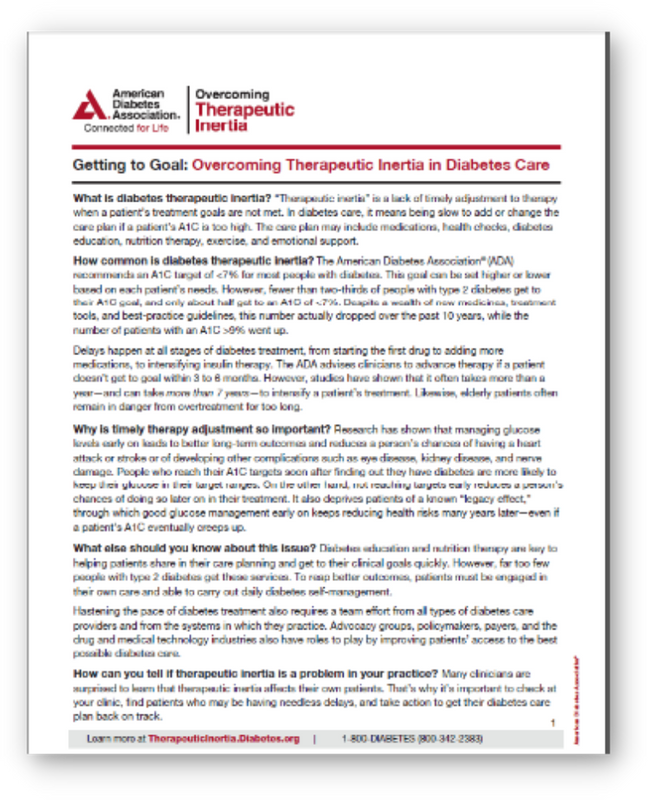 American
Diabetes
Association.
Connected for Life
Overcoming
Therapeutic
Inertia
Getting to Goal: Overcoming Therapeutic Inertia in Diabetes Care
What is diabetes therapeutic inertia? "Therapeutic inertia" is a lack of timely adjustment to therapy
when a patient's treatment goals are not met. In diabetes care, it means being slow to add or change the
care plan if a patient's A1C is too high. The care plan may include medications, health checks, diabetes
education, nutrition therapy, exercise, and emotional support.
How common is diabetes therapeutic inertia? The American Diabetes Association® (ADA)
recommends an A1C target of <7% for most people with diabetes. This goal can be set higher or lower
based on each patient's needs. However, fewer than two-thirds of people with type 2 diabetes get to
their A1C goal, and only about half get to an A1C of <7%. Despite a wealth of new medicines, treatment
tools, and best-practice guidelines, this number actually dropped over the past 10 years, while the
number of patients with an A1C >9% went up.
Delays happen at all stages of diabetes treatment, from starting the first drug to adding more
medications, to intensifying insulin therapy. The ADA advises clinicians to advance therapy if a patient
doesn't get to goal within 3 to 6 months. However, studies have shown that it often takes more than a
year—and can take more than 7 years—to intensify a patient's treatment. Likewise, elderly patients often
remain in danger from overtreatment for too long.
Why is timely therapy adjustment so important? Research has shown that managing glucose
levels early on leads to better long-term outcomes and reduces a person's chances of having a heart
attack or stroke or of developing other complications such as eye disease, kidney disease, and nerve
damage. People who reach their A1C targets soon after finding out they have diabetes are more likely to
keep their glucose in their target ranges. On the other hand, not reaching targets early reduces a person's
chances of doing so later on in their treatment. It also deprives patients of a known "legacy effect,"
through which good glucose management early on keeps reducing health risks many years later—even if
a patient's A1C eventually creeps up.
What else should you know about this issue? Diabetes education and nutrition therapy are key to
helping patients share in their care planning and get to their clinical goals quickly. However, far too few
people with type 2 diabetes get these services. To reap better outcomes, patients must be engaged in
their own care and able to carry out daily diabetes self-management.
Hastening the pace of diabetes treatment also requires a team effort from all types of diabetes care
providers and from the systems in which they practice. Advocacy groups, policymakers, payers, and the
drug and medical technology industries also have roles to play by improving patients' access to the best
possible diabetes care.
How can you tell if therapeutic inertia is a problem in your practice? Many clinicians are
surprised to learn that therapeutic inertia affects their own patients. That's why it's important to check at
your clinic, find patients who may be having needless delays, and take action to get their diabetes care
plan back on track.
1
Learn more at TherapeuticInertia.Diabetes.org | 1-800-DIABETES (800-342-2383)
American Diabetes Association®